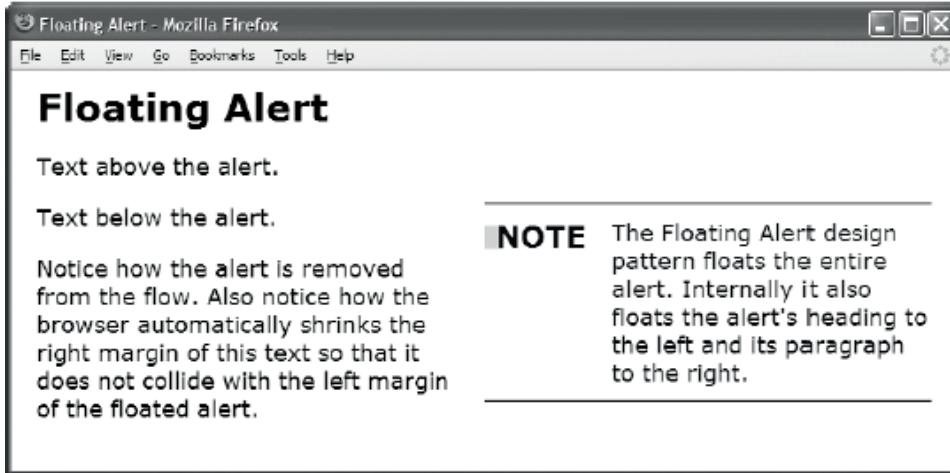 Floating Alert - Mozilla Firefox
File Edit View Go Bookmarks Tools Help
Floating Alert
Text above the alert.
Text below the alert.
Notice how the alert is removed
from the flow. Also notice how the
browser automatically shrinks the
right margin of this text so that it
does not collide with the left margin
of the floated alert.
NOTE
The Floating Alert design
pattern floats the entire
alert. Internally it also
floats the alert's heading to
the left and its paragraph
to the right.